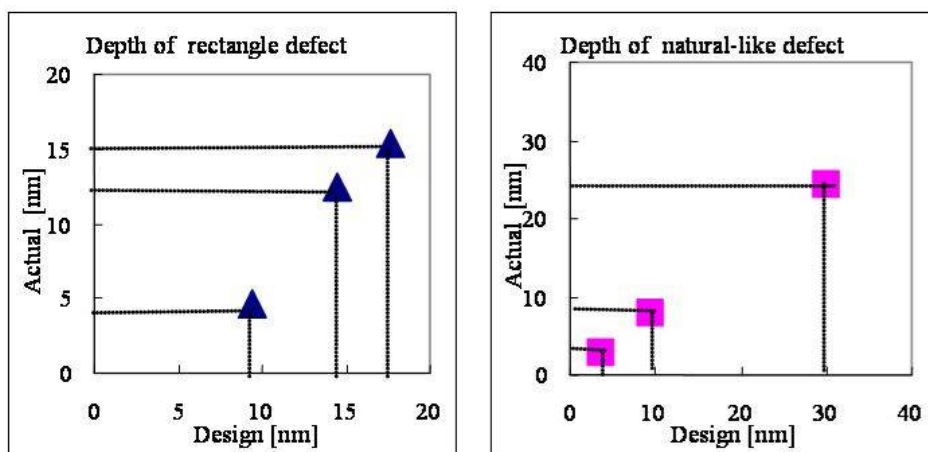 Depth of rectangle defect
20
15
10
5
0
0 5 10 15 20
Actual [nm]
Design [nm]
Depth of natural-like defect
40
30
20
10
0
0 10 20 30 40
Actual [nm]
Design [nm]